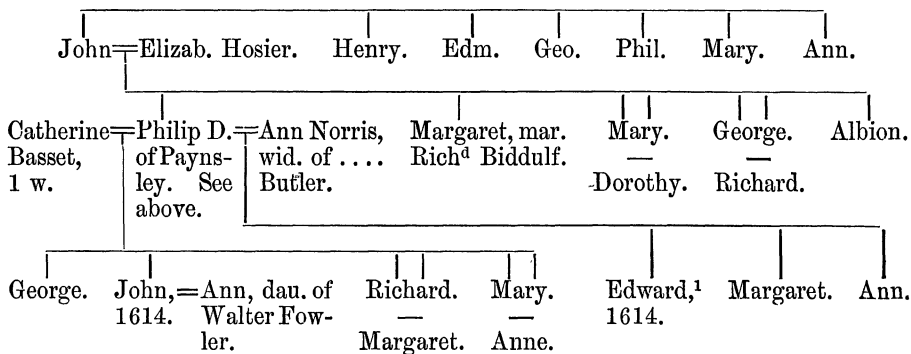 John=Elizab. Hosier. Henry. Edm. Geo. Phil. Mary. Ann.
Catherine=Philip D.=Ann Norris, Margaret, mar. Mary. George. Albion.
Basset, of Payns- wid. of .... Richᵈ Biddulf. — —
1 w. ley. See Butler. Dorothy. Richard.
above.
George. John,=Ann, dau. of Richard. Mary. Edward,¹ Margaret. Ann.
1614. Walter Fow- — — 1614.
ler. Margaret. Anne.